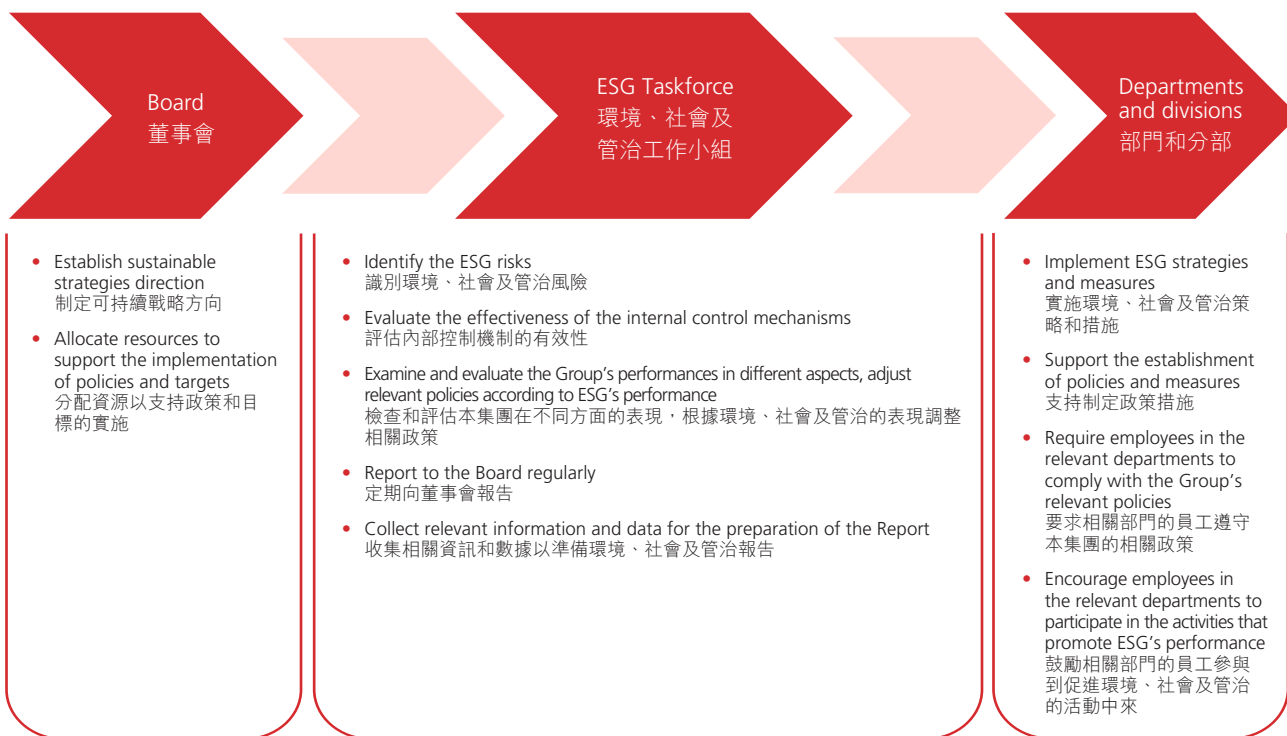 Board
董事會
ESG Taskforce
環境、社會及
管治工作小組
Departments
and divisions
部門和分部
• Establish sustainable
strategies direction
制定可持續戰略方向
• Allocate resources to
support the implementation
of policies and targets
分配資源以支持政策和目
標的實施
• Identify the ESG risks
識別環境、社會及管治風險
• Evaluate the effectiveness of the internal control mechanisms
評估內部控制機制的有效性
• Examine and evaluate the Group's performances in different aspects, adjust
relevant policies according to ESG's performance
檢查和評估本集團在不同方面的表現，根據環境、社會及管治的表現調整
相關政策
• Report to the Board regularly
定期向董事會報告
• Collect relevant information and data for the preparation of the Report
收集相關資訊和數據以準備環境、社會及管治報告
• Implement ESG strategies
and measures
實施環境、社會及管治策
略和措施
• Support the establishment
of policies and measures
支持制定政策措施
• Require employees in the
relevant departments to
comply with the Group's
relevant policies
要求相關部門的員工遵守
本集團的相關政策
• Encourage employees in
the relevant departments to
participate in the activities that
promote ESG's performance
鼓勵相關部門的員工參與
到促進環境、社會及管治
的活動中來